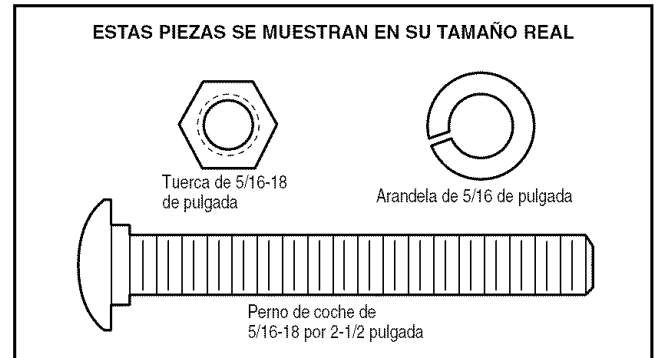 ESTAS PIEZAS SE MUESTRAN EN SU TAMAÑO REAL
Tuerca de 5/16-18
de pulgada
Arandela de 5/16 de pulgada
Perno de coche de
5/16-18 por 2-1/2 pulgada